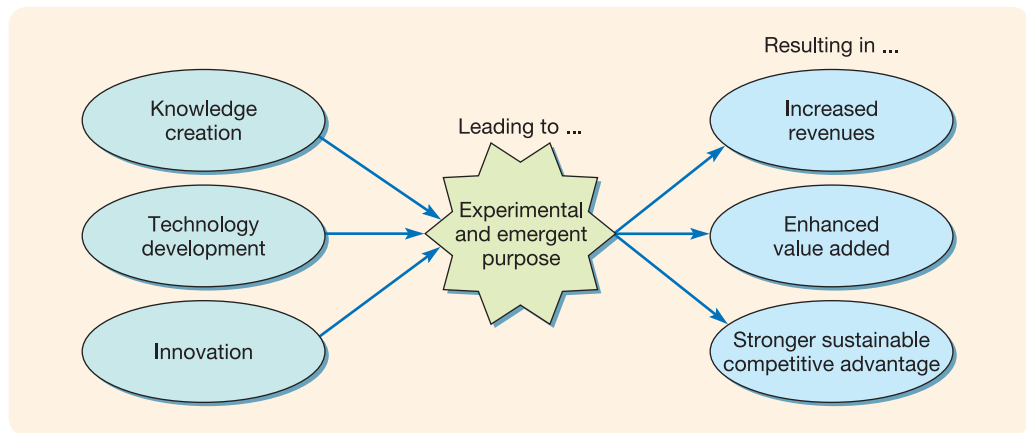 Knowledge
creation
Technology
development
Innovation
Leading to ...
Experimental
and emergent
purpose
Resulting in ...
Increased
revenues
Enhanced
value added
Stronger sustainable
competitive advantage